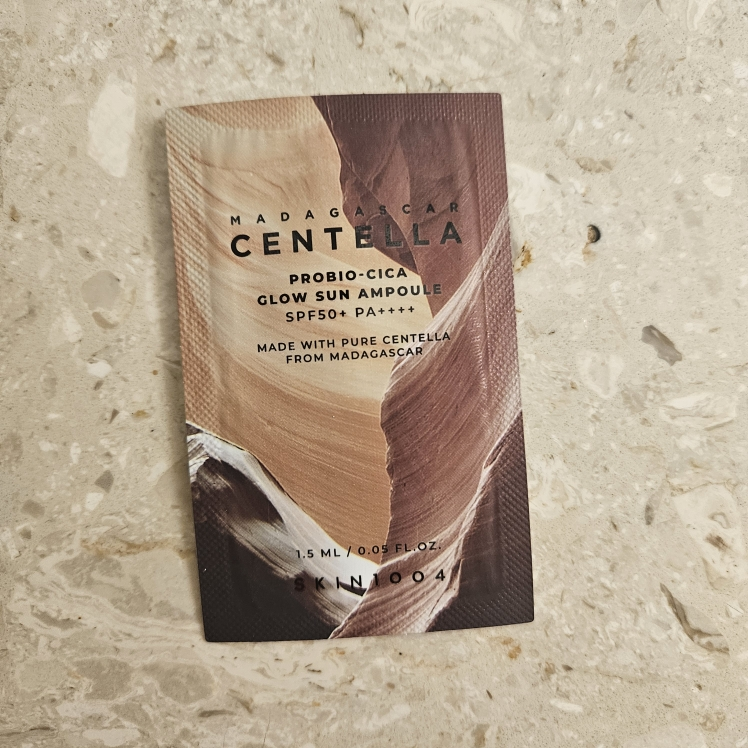 MADAGASCAR
CENTELLA
PROBIO-CICA
GLOW SUN AMPOULE
SPF50+ PA++++
MADE WITH PURE CENTELLA
FROM MADAGASCAR
1.5 ML / 0.05 FL.OZ.
SKIN1004